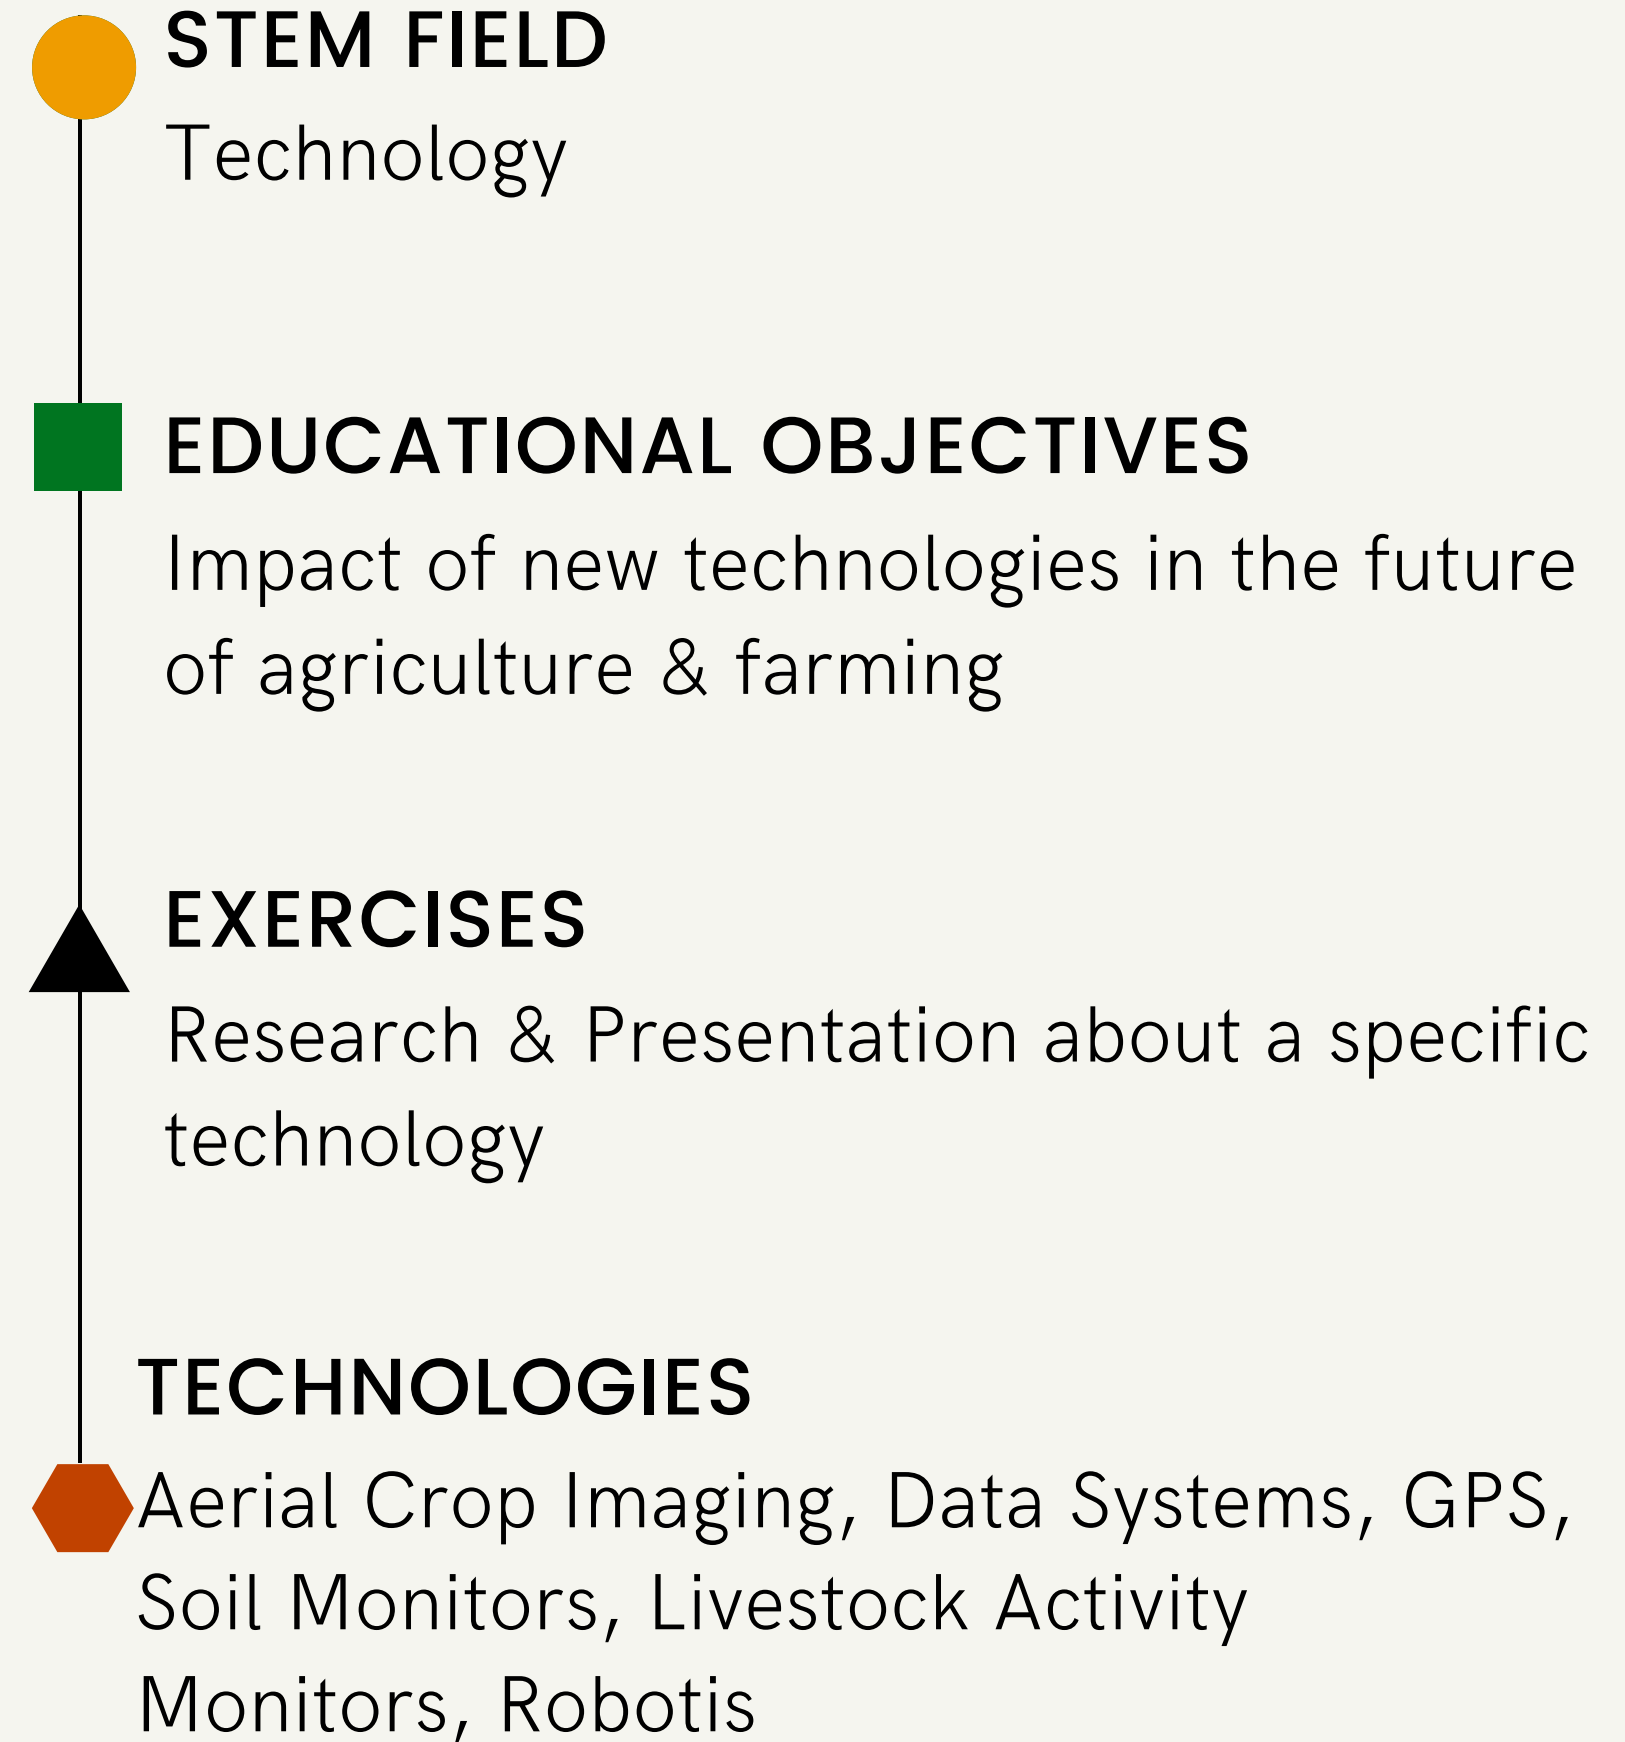 STEM FIELD
Technology
EDUCATIONAL OBJECTIVES
Impact of new technologies in the future
of agriculture & farming
EXERCISES
Research & Presentation about a specific
technology
TECHNOLOGIES
Aerial Crop Imaging, Data Systems, GPS,
Soil Monitors, Livestock Activity
Monitors, Robotis